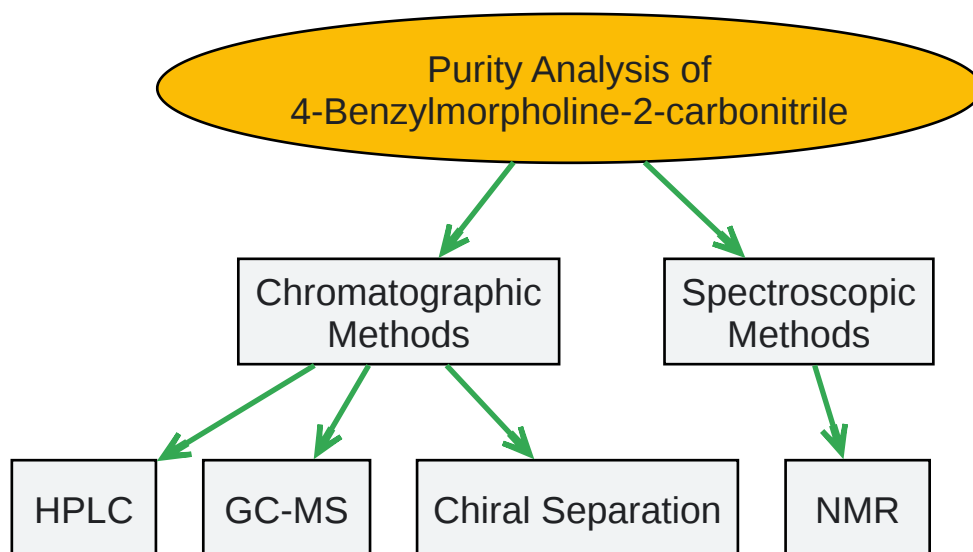 Purity Analysis of
4-Benzylmorpholine-2-carbonitrile
Chromatographic
Methods
Spectroscopic
Methods
HPLC
GC-MS
Chiral Separation
NMR